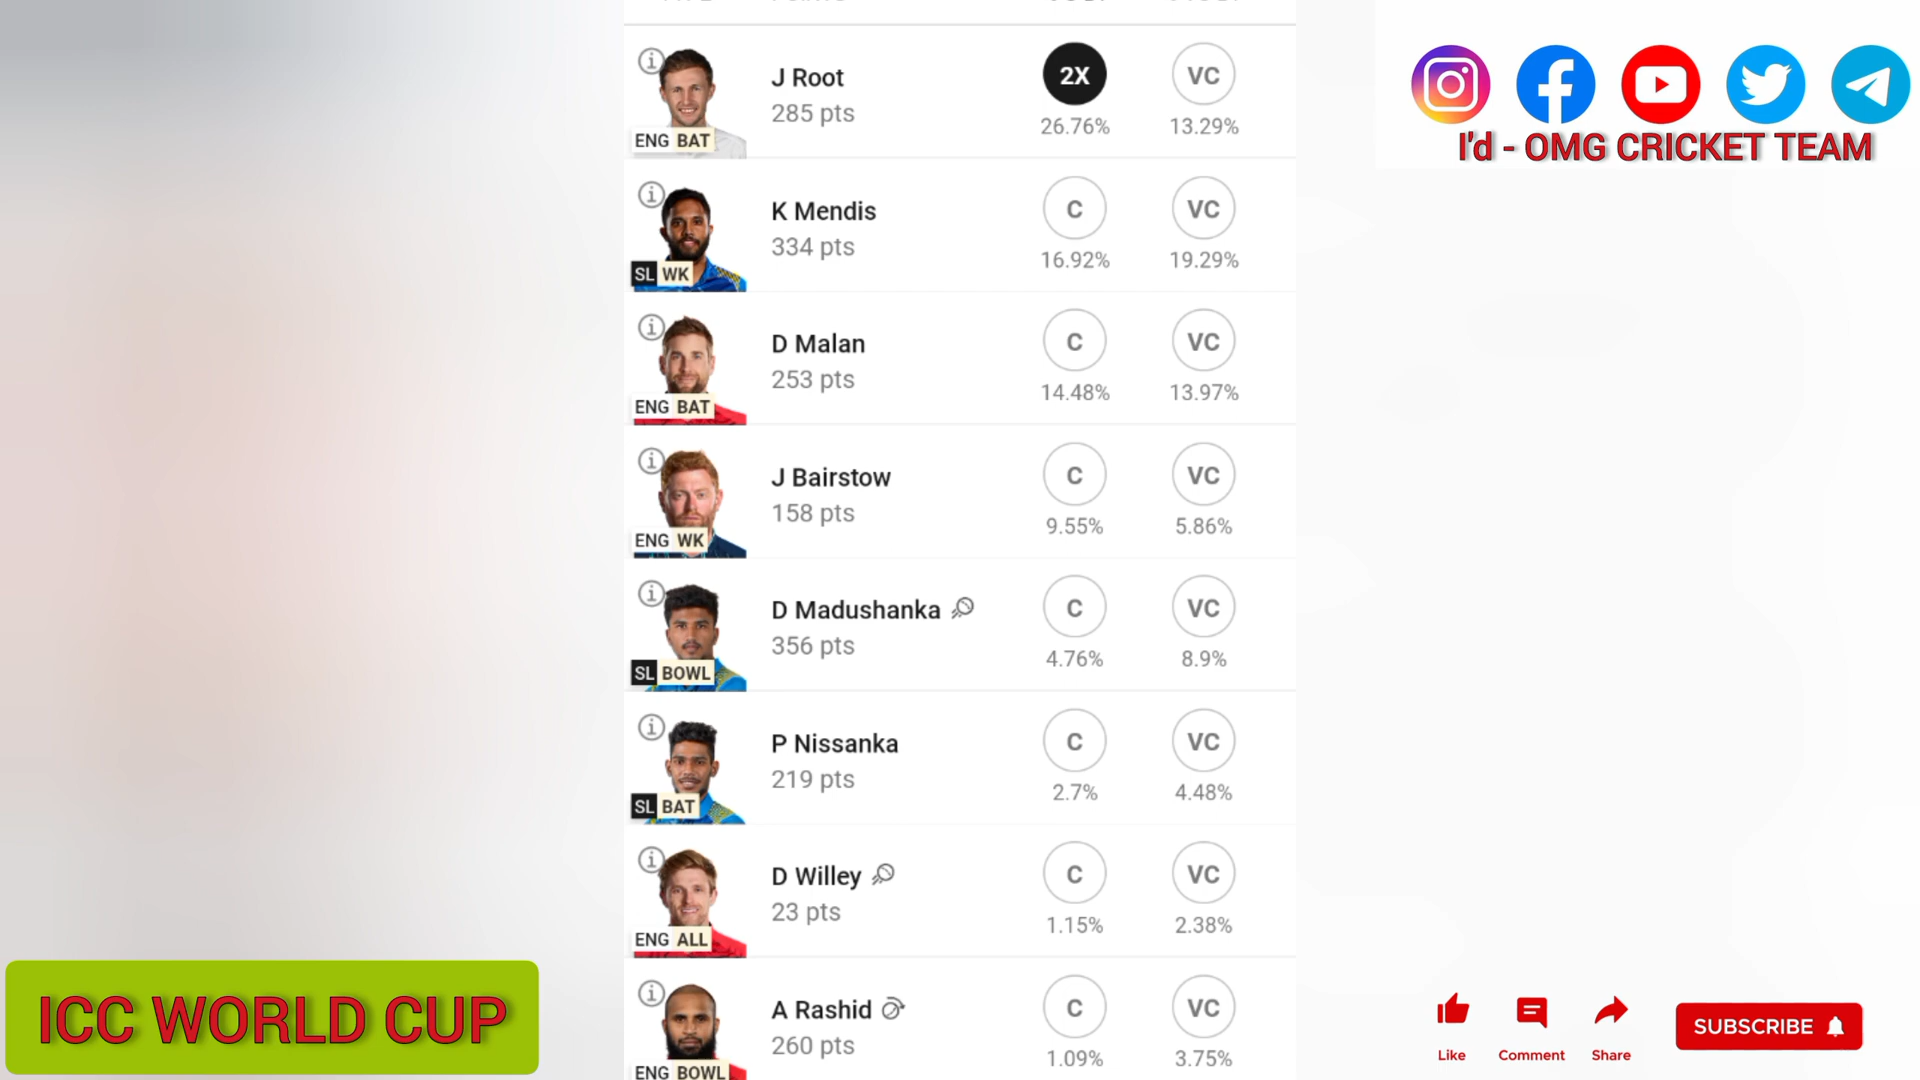 J Root
285 pts
ENG BAT
2X
26.76%
VC
13.29%
K Mendis
334 pts
SL WK
C
16.92%
VC
19.29%
D Malan
253 pts
ENG BAT
C
14.48%
VC
13.97%
J Bairstow
158 pts
ENG WK
C
9.55%
VC
5.86%
D Madushanka
356 pts
SL BOWL
C
4.76%
VC
8.9%
P Nissanka
219 pts
SL BAT
C
2.7%
VC
4.48%
D Willey
23 pts
ENG ALL
C
1.15%
VC
2.38%
A Rashid
260 pts
ENG BOWL
C
1.09%
VC
3.75%
I'd - OMG CRICKET TEAM
ICC WORLD CUP
Like
Comment
Share
SUBSCRIBE